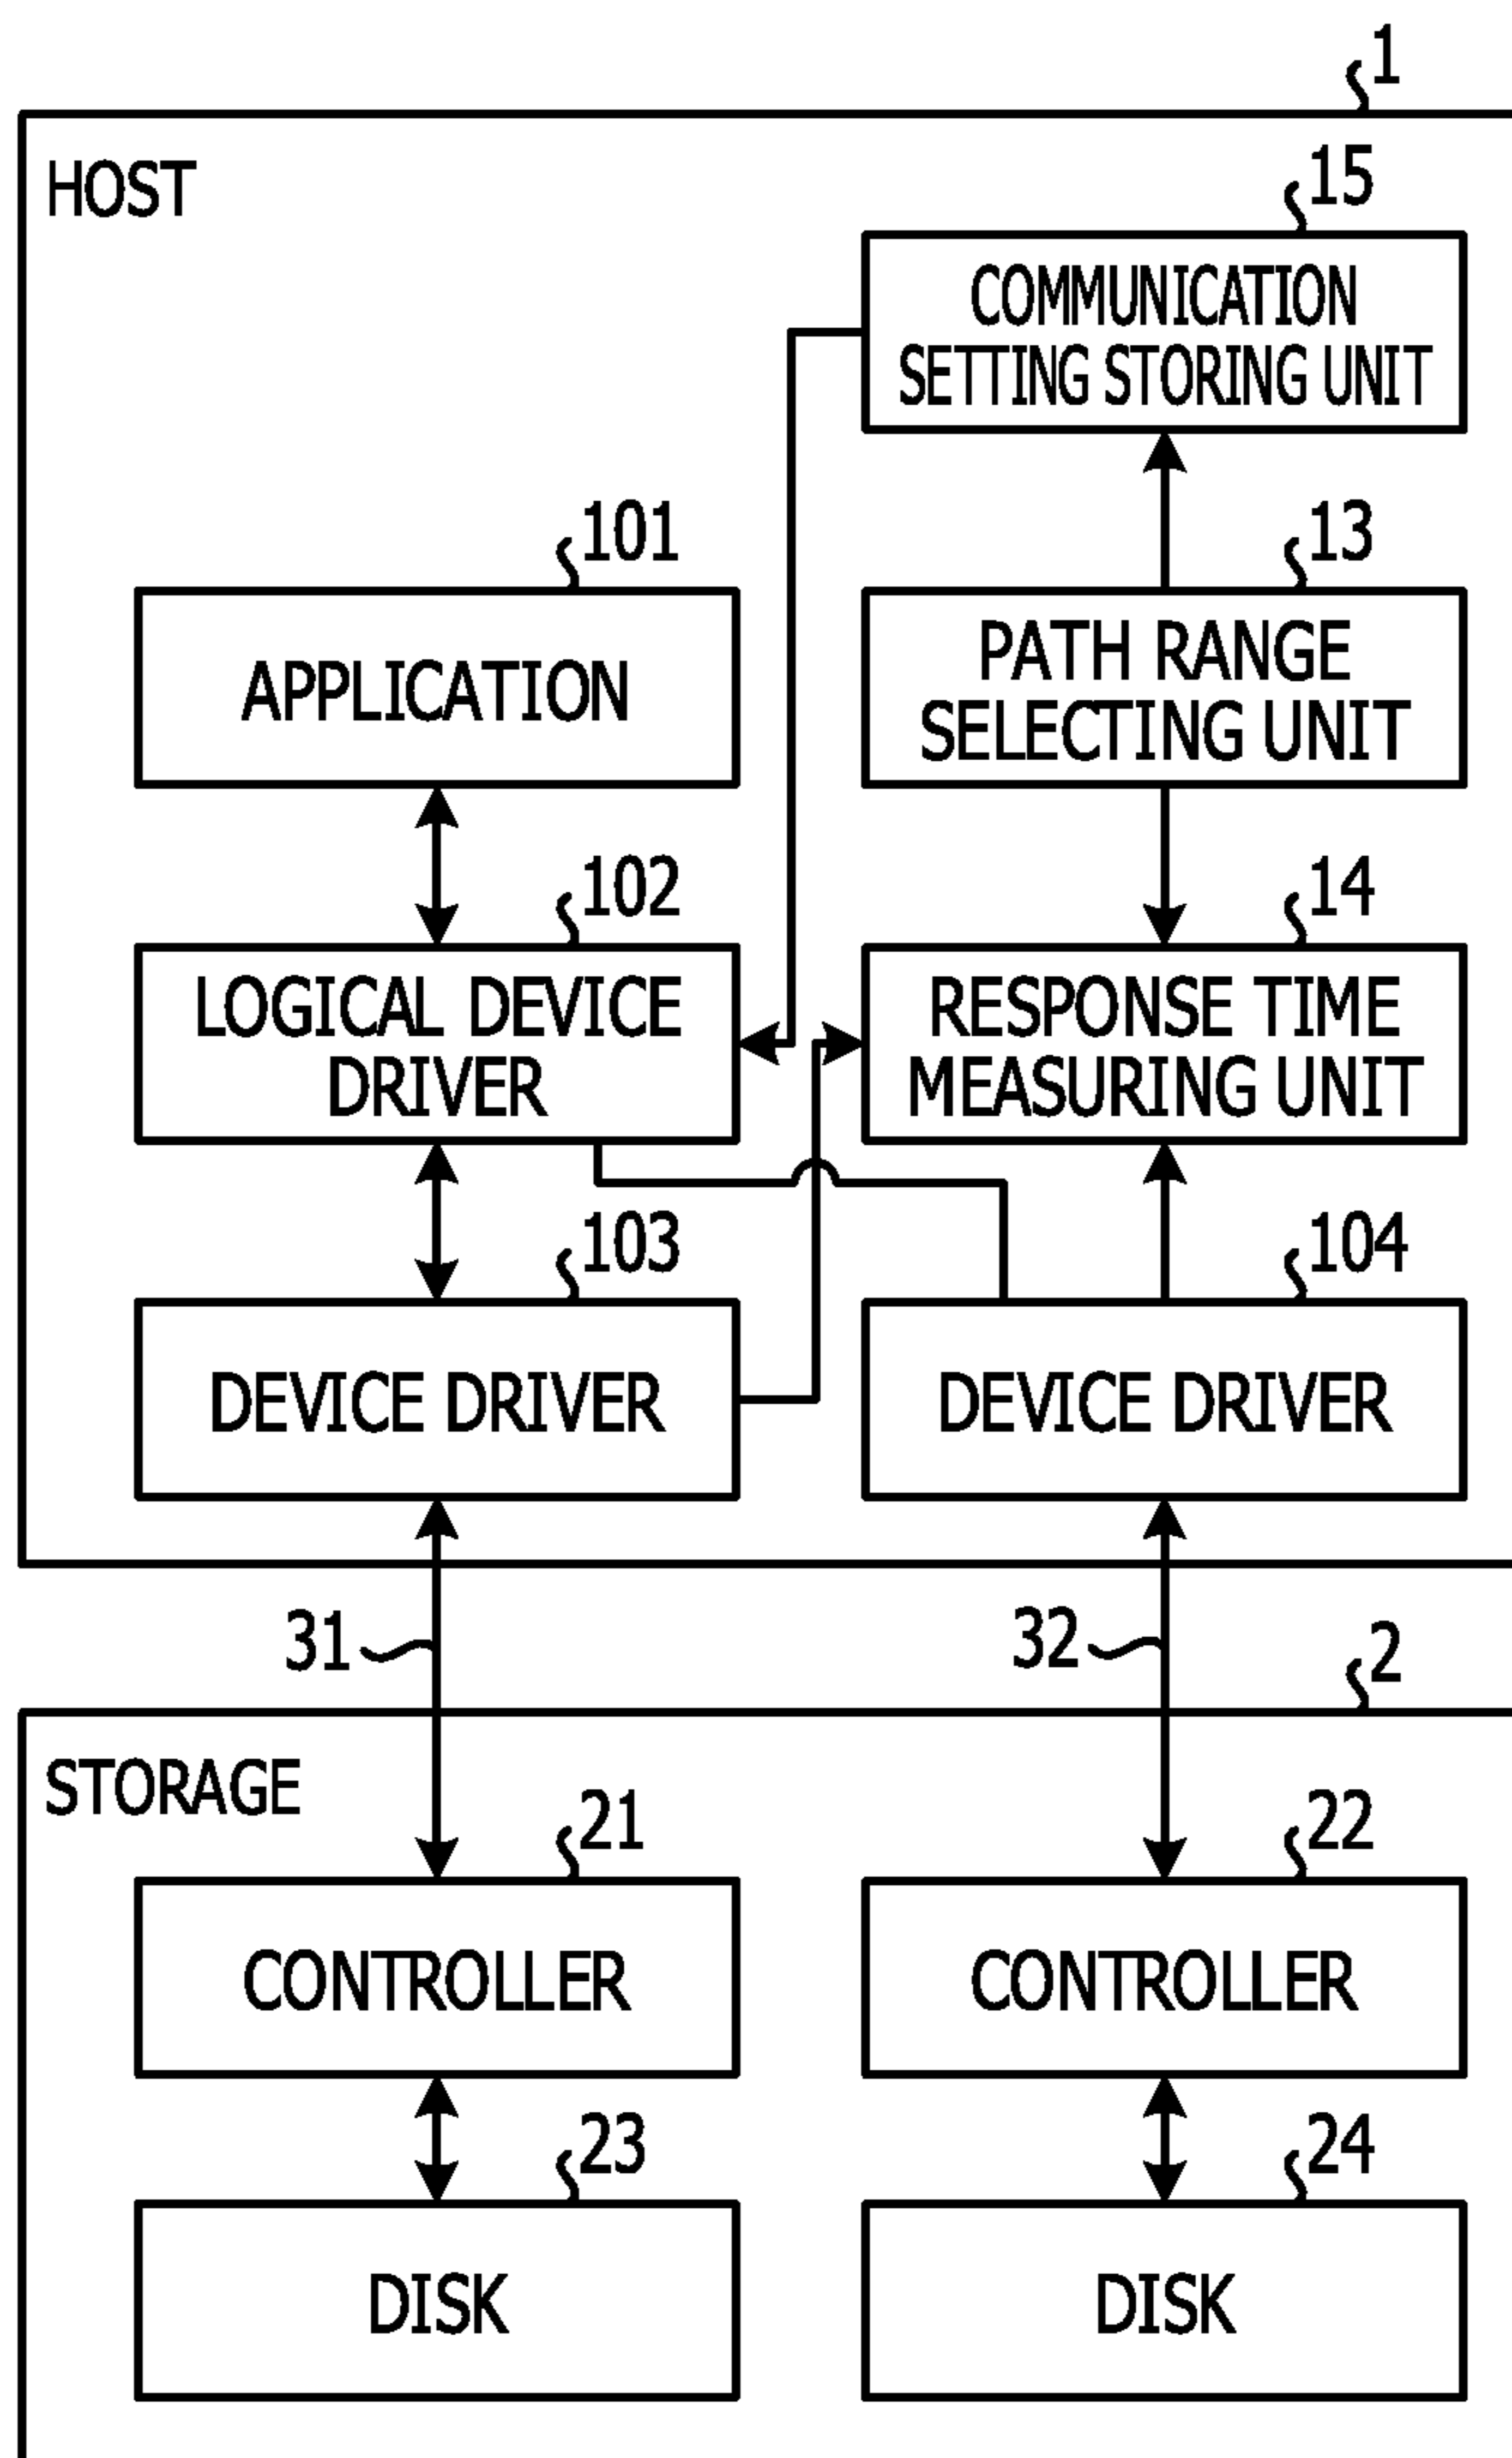 1
HOST
15
COMMUNICATION
SETTING STORING UNIT
101
13
APPLICATION
PATH RANGE
SELECTING UNIT
102
14
LOGICAL DEVICE
DRIVER
RESPONSE TIME
MEASURING UNIT
103
104
DEVICE DRIVER
DEVICE DRIVER
31
32
2
STORAGE
21
22
CONTROLLER
CONTROLLER
23
24
DISK
DISK